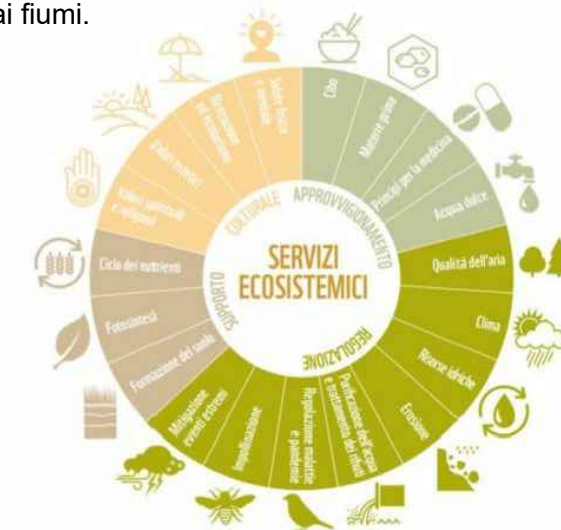 ai fiumi.
SERVIZI
ECOSISTEMICI
APPROVVIGIONAMENTO
Cibo
Materie prime
Principi per la medicina
Acqua dolce
REGOLAZIONE
Qualità dell'aria
Clima
Risorse idriche
Erosione
Purificazione dell'acqua
e trattamento dei rifiuti
Regolazione malattie
e pandemie
Impollinazione
Mitigazione
eventi estremi
SUPPORTO
Formazione del suolo
Fotosintesi
Ciclo dei nutrienti
CULTURALE
Valori spirituali
e religiosi
Valori estetici
Ricreazione
ed ecoturismo
Salute fisica
e mentale